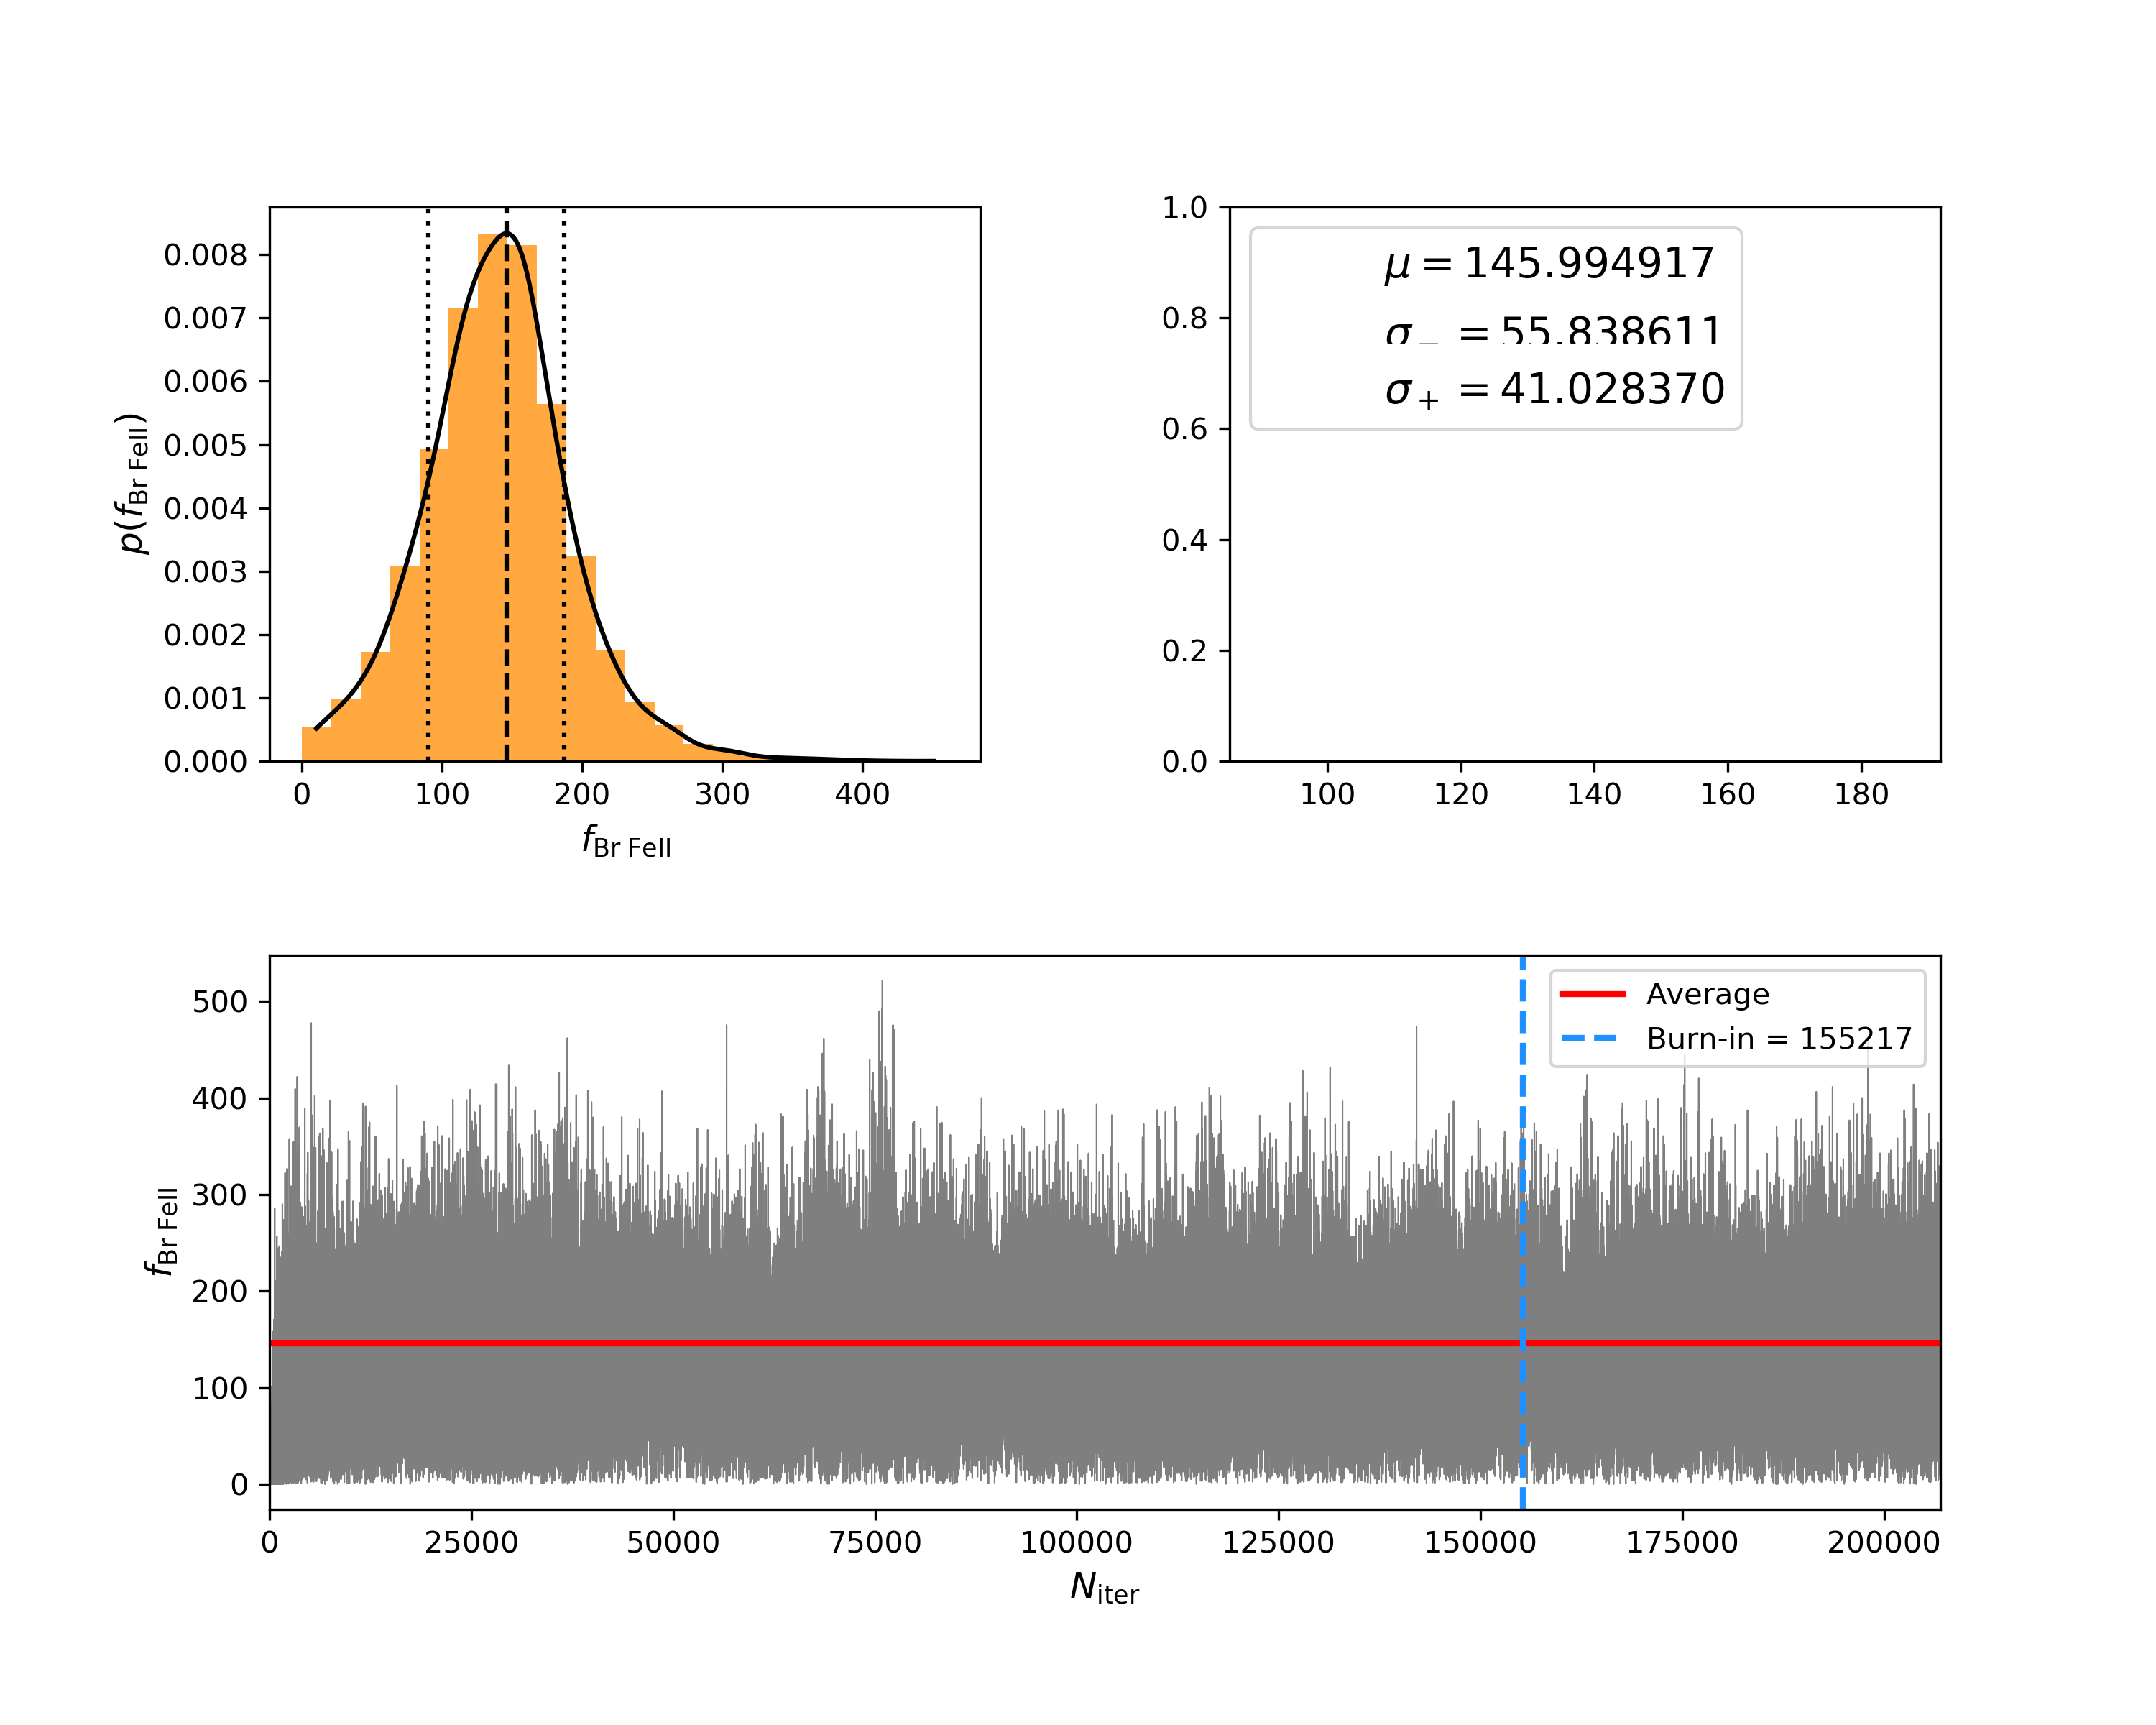 p(f_Br FeII)
0.008
0.007
0.006
0.005
0.004
0.003
0.002
0.001
0.000
0 100 200 300 400
f_Br FeII
1.0
0.8
0.6
0.4
0.2
0.0
μ = 145.994917
σ_− = 55.838611
σ_+ = 41.028370
100 120 140 160 180
f_Br FeII
500
400
300
200
100
0
Average
Burn-in = 155217
0 25000 50000 75000 100000 125000 150000 175000 200000
N_iter